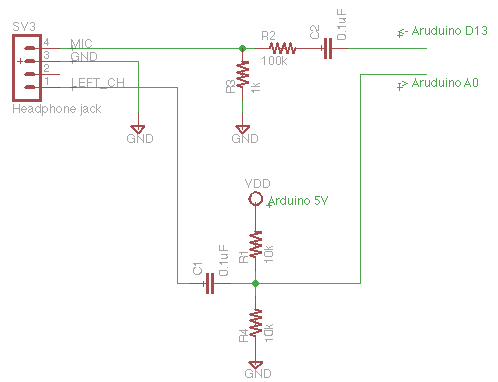 SV3
4 MIC
3 GND
2
1 LEFT_CH
Headphone jack
GND
R2
100k
C2
0.1uF
<- Aruduino D13
-> Aruduino A0
R3
1k
GND
VDD
Arduino 5V
R1
10k
C1
0.1uF
R4
10k
GND